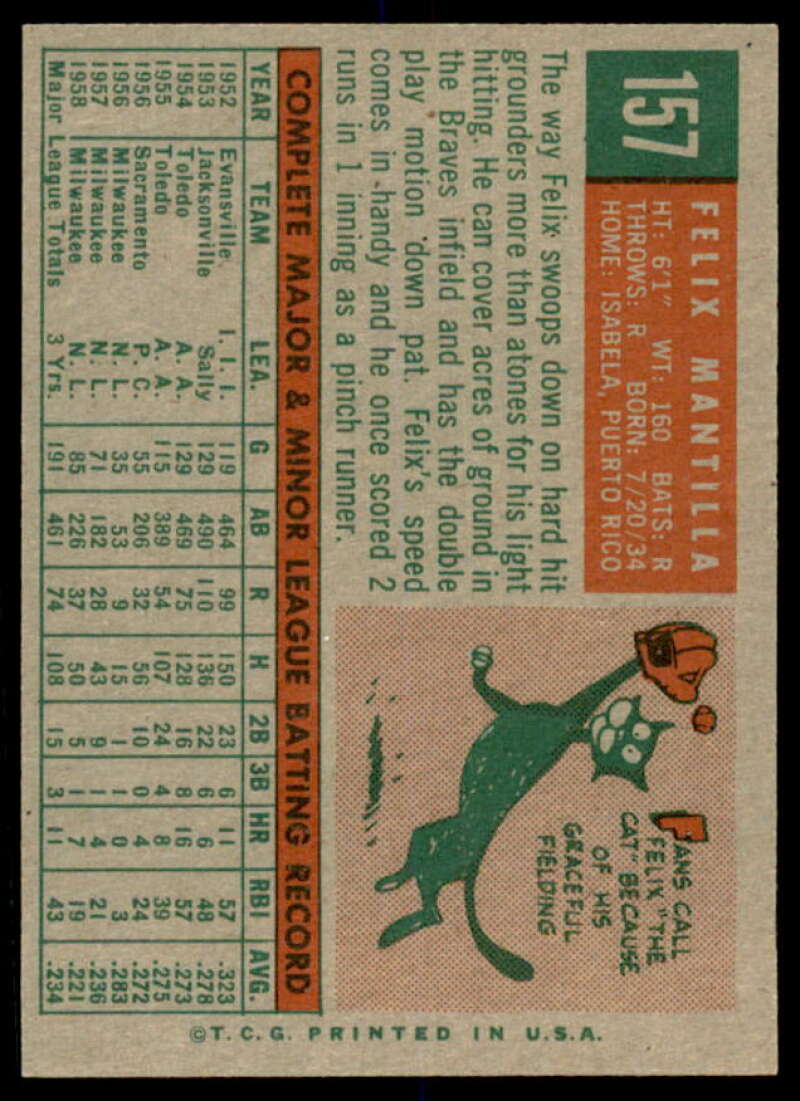 157
FELIX MANTILLA
HT: 6'1" WT: 160 BATS: R
THROWS: R BORN: 7/20/34
HOME: ISABELA, PUERTO RICO
The way Felix swoops down on hard hit
grounders more than atones for his light
hitting. He can cover acres of ground in
the Braves infield and has the double
play motion down pat. Felix's speed
comes in handy and he once scored 2
runs in 1 inning as a pinch runner.
FANS CALL
FELIX "THE
CAT" BECAUSE
OF HIS
GRACEFUL
FIELDING
COMPLETE MAJOR & MINOR LEAGUE BATTING RECORD
YEAR TEAM LEA. G AB R H 2B 3B HR RBI AVG.
1952 Evansville I. I. I. 119 464 99 150 23 6 11 57 .323
1953 Jacksonville Sally 129 490 110 136 22 6 6 48 .278
1954 Toledo A. A. 129 469 75 128 16 8 16 57 .273
1955 Toledo A. A. 115 389 54 107 24 4 8 39 .275
1956 Sacramento P. C. 55 206 32 56 10 0 4 24 .272
1956 Milwaukee N. L. 35 53 9 15 1 1 0 3 .283
1957 Milwaukee N. L. 71 182 28 43 9 1 4 21 .236
1958 Milwaukee N. L. 85 226 37 50 5 1 7 19 .221
Major League Totals 3 Yrs. 191 461 74 108 15 3 11 43 .234
©T. C. G. PRINTED IN U.S.A.